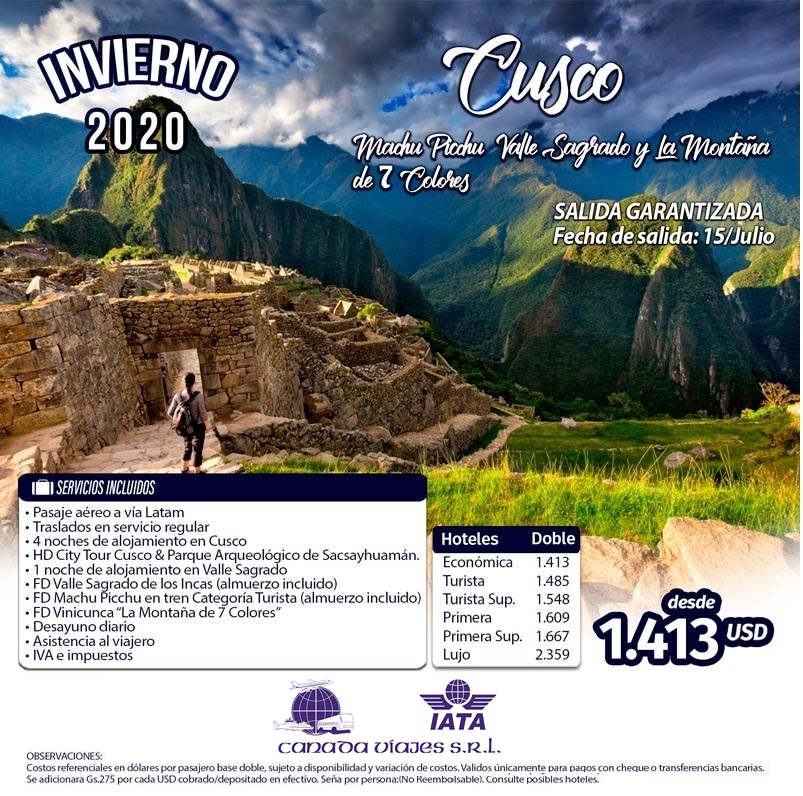 INVIERNO
2020
Cusco
Machu Picchu Valle Sagrado y La Montaña
de 7 Colores
SALIDA GARANTIZADA
Fecha de salida: 15/Julio
SERVICIOS INCLUIDOS
• Pasaje aéreo a vía Latam
• Traslados en servicio regular
• 4 noches de alojamiento en Cusco
• HD City Tour Cusco & Parque Arqueológico de Sacsayhuamán.
• 1 noche de alojamiento en Valle Sagrado
• FD Valle Sagrado de los Incas (almuerzo incluido)
• FD Machu Picchu en tren Categoría Turista (almuerzo incluido)
• FD Vinicunca “La Montaña de 7 Colores”
• Desayuno diario
• Asistencia al viajero
• IVA e impuestos
Hoteles Doble
Económica 1.413
Turista 1.485
Turista Sup. 1.548
Primera 1.609
Primera Sup. 1.667
Lujo 2.359
desde
1.413 USD
IATA
CANADA VIAJES S.R.L.
OBSERVACIONES:
Costos referenciales en dólares por pasajero base doble, sujeto a disponibilidad y variación de costos. Validos únicamente para pagos con cheque o transferencias bancarias.
Se adicionara Gs.275 por cada USD cobrado/depositado en efectivo. Seña por persona:(No Reembolsable). Consulte posibles hoteles.